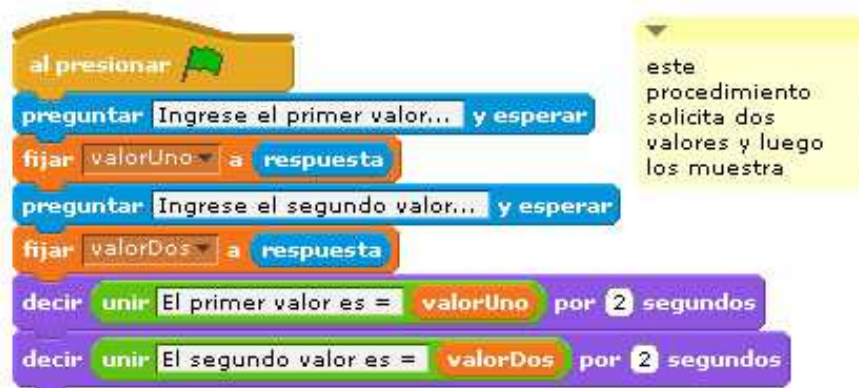 al presionar
preguntar Ingrese el primer valor... y esperar
fijar valorUno a respuesta
preguntar Ingrese el segundo valor... y esperar
fijar valorDos a respuesta
decir unir El primer valor es = valorUno por 2 segundos
decir unir El segundo valor es = valorDos por 2 segundos
este
procedimiento
solicita dos
valores y luego
los muestra